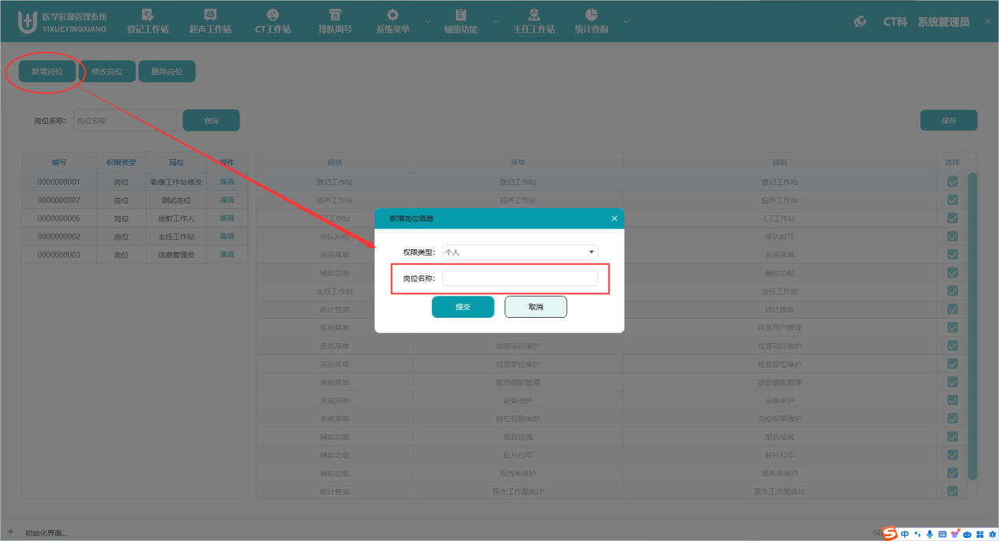 医学影像管理系统
YIXUEYINGXIANG
登记工作站 超声工作站 CT工作站 排队叫号 系统菜单 辅助功能 主任工作站 统计查询 CT科 系统管理员
新增岗位 修改岗位 删除岗位
岗位名称: 岗位名称 查询 保存
编号 权限类型 岗位 操作 模块 菜单 说明 选择
0000000001 岗位 影像工作站修改 编辑 登记工作站 登记工作站 登记工作站
0000000007 岗位 测试岗位 编辑 超声工作站 超声工作站 超声工作站
0000000006 岗位 放射工作人 编辑 CT工作站 CT工作站
0000000002 岗位 主任工作站 编辑 排队叫号 排队叫号
0000000003 岗位 信息管理员 编辑 系统菜单 系统菜单
辅助功能 辅助功能
主任工作站 主任工作站
统计查询 统计查询
系统菜单 科室用户管理
系统菜单 检查项目维护 检查项目维护
系统菜单 检查部位维护 检查部位维护
系统菜单 报告模板管理 报告模板管理
系统菜单 设备维护 设备维护
系统菜单 岗位权限维护 岗位权限维护
辅助功能 报告检阅 报告检阅
辅助功能 胶片打印 胶片打印
辅助功能 报告单维护 报告单维护
统计查询 医生工作量统计 医生工作量统计
新增岗位信息
权限类型: 个人
岗位名称:
提交 取消
初始化界面...
中